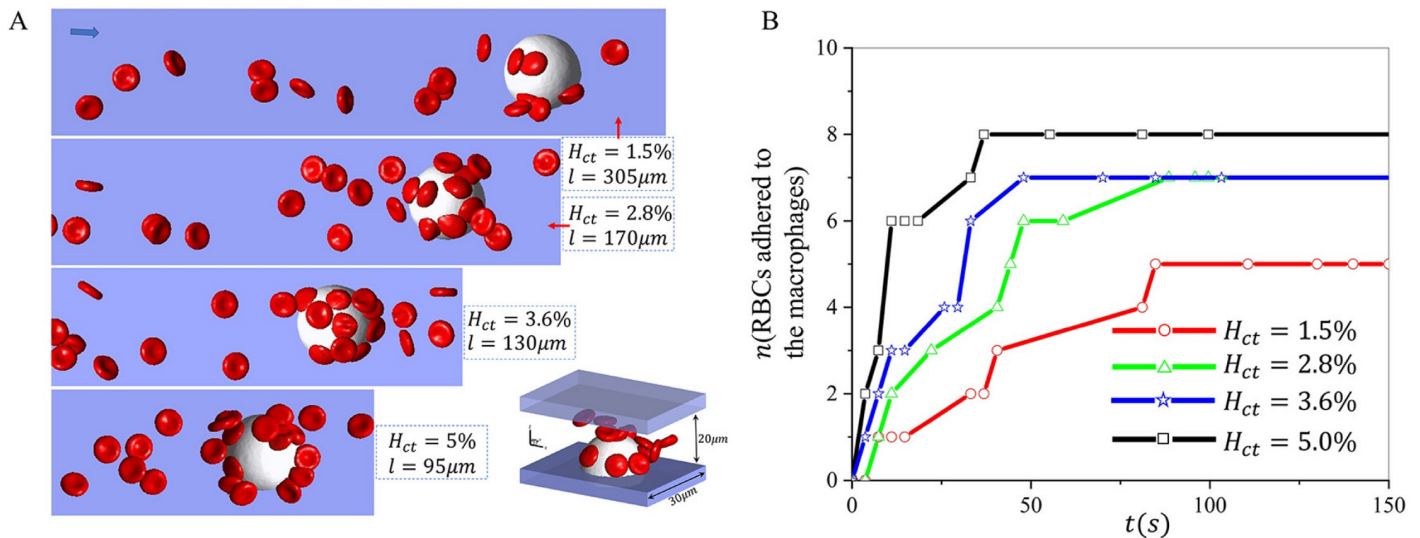 A
H_ct = 1.5%
l = 305μm
H_ct = 2.8%
l = 170μm
H_ct = 3.6%
l = 130μm
H_ct = 5%
l = 95μm
20μm
30μm
B
n(RBCs adhered to
the macrophages)
10
8
6
4
2
0
H_ct = 1.5%
H_ct = 2.8%
H_ct = 3.6%
H_ct = 5.0%
0
50
100
150
t(s)